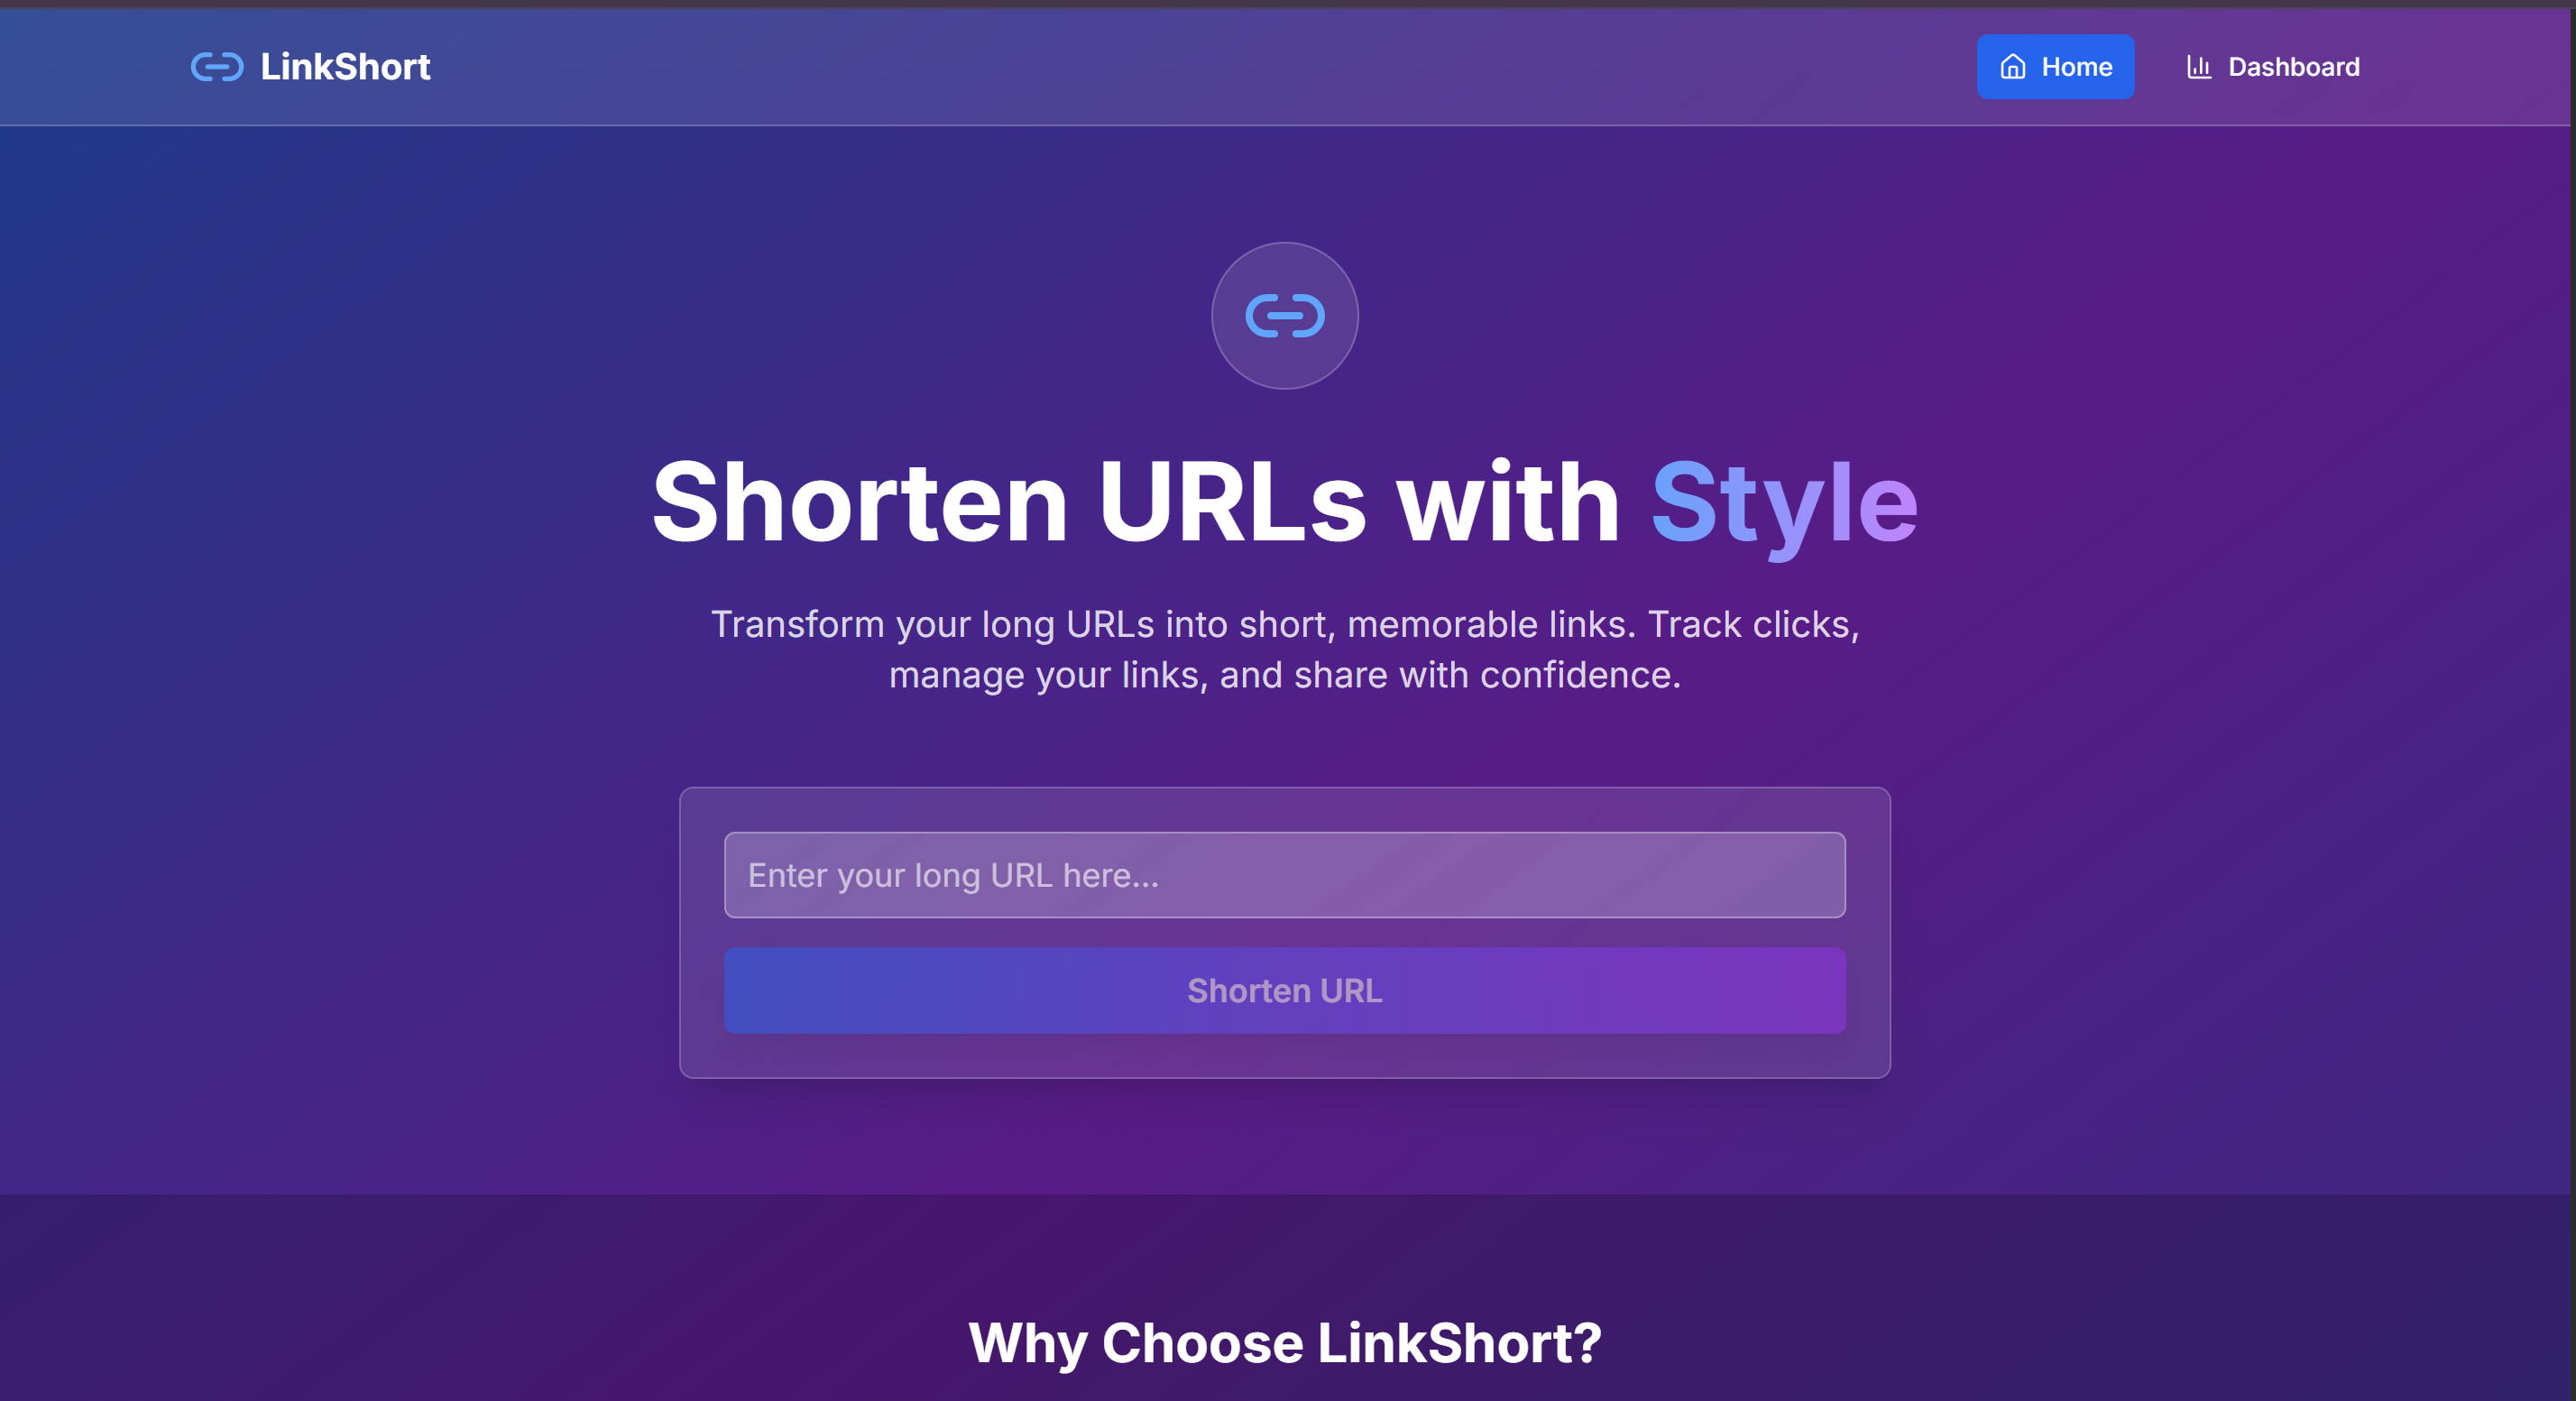 LinkShort
Home
Dashboard
Shorten URLs with Style
Transform your long URLs into short, memorable links. Track clicks,
manage your links, and share with confidence.
Enter your long URL here...
Shorten URL
Why Choose LinkShort?